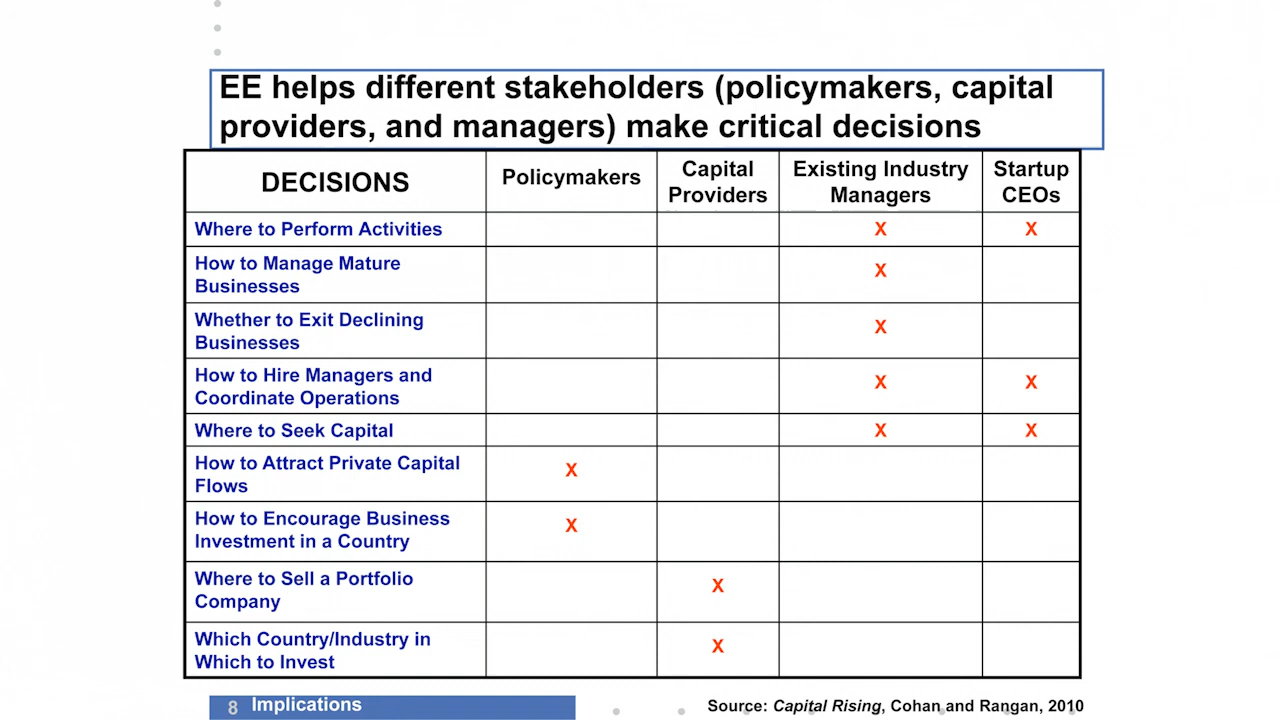 EE helps different stakeholders (policymakers, capital
providers, and managers) make critical decisions
DECISIONS
Policymakers
Capital
Providers
Existing Industry
Managers
Startup
CEOs
Where to Perform Activities
X
X
How to Manage Mature
Businesses
X
Whether to Exit Declining
Businesses
X
How to Hire Managers and
Coordinate Operations
X
X
Where to Seek Capital
X
X
How to Attract Private Capital
Flows
X
How to Encourage Business
Investment in a Country
X
Where to Sell a Portfolio
Company
X
Which Country/Industry in
Which to Invest
X
8 Implications
Source: Capital Rising, Cohan and Rangan, 2010